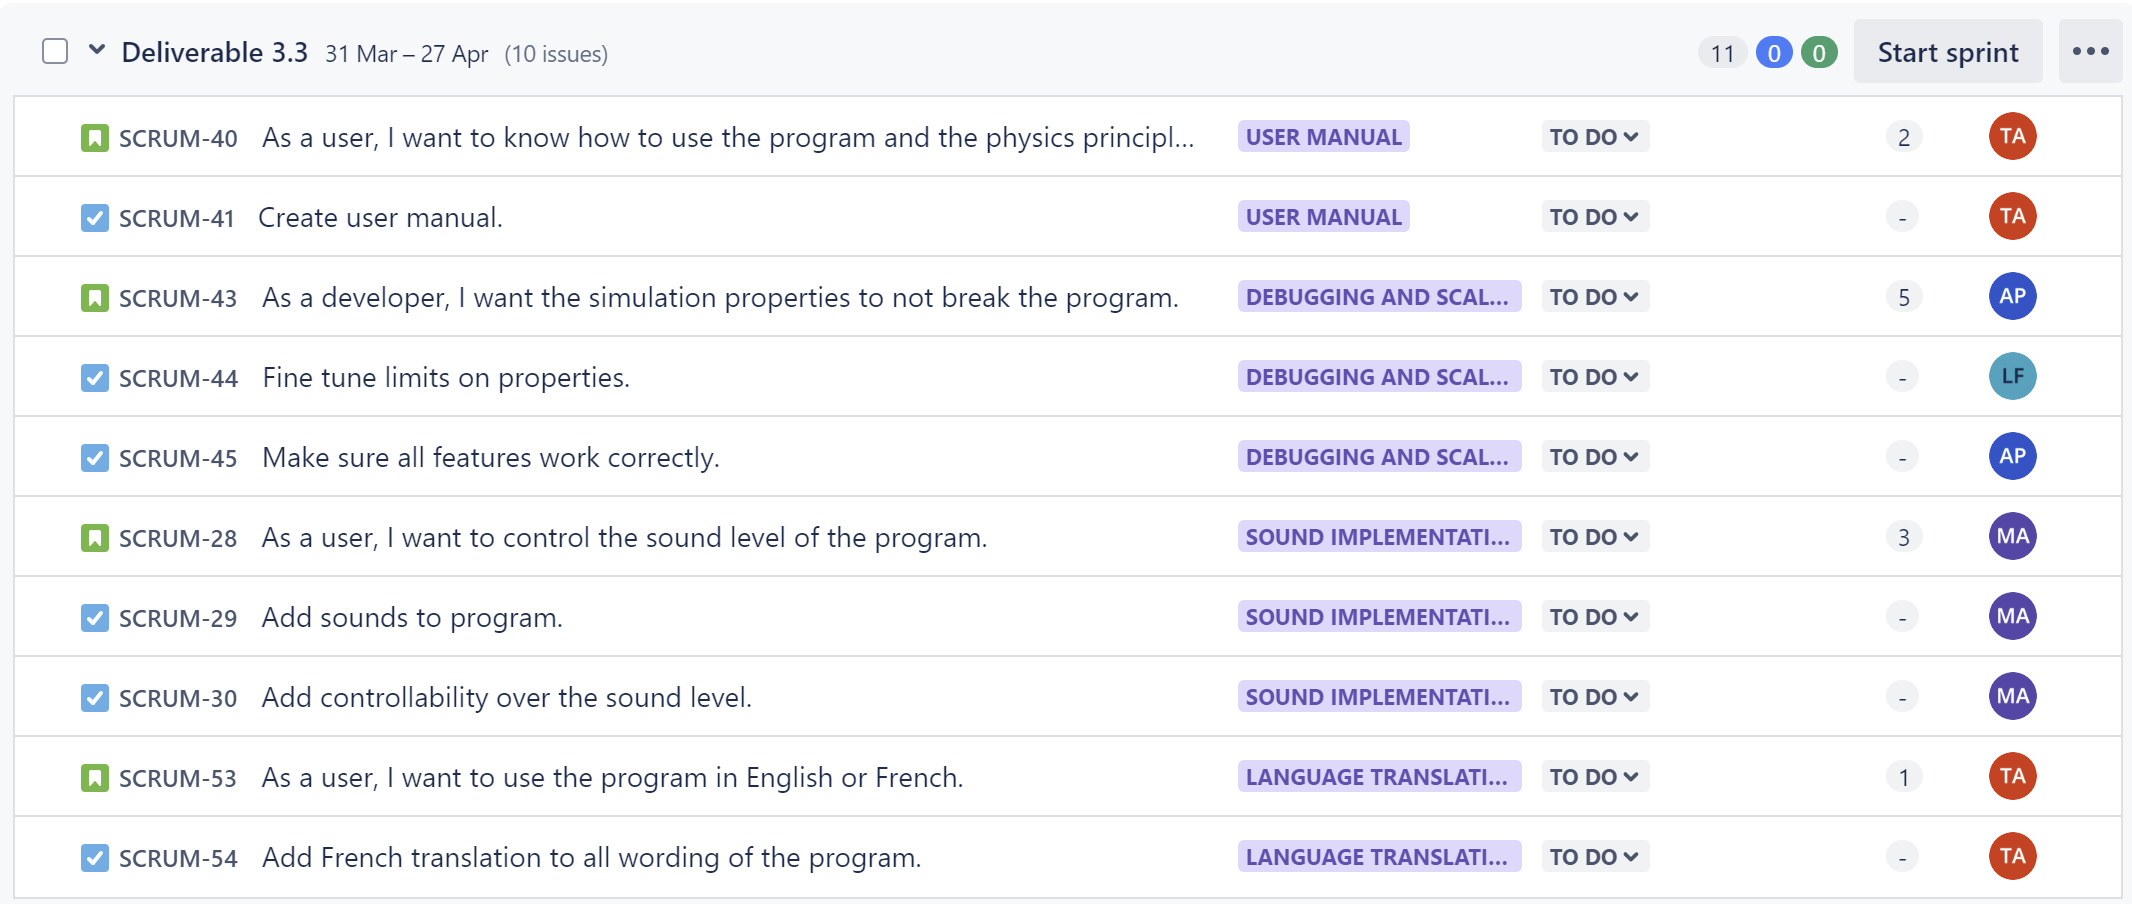 Deliverable 3.3 31 Mar – 27 Apr (10 issues) 11 0 0 Start sprint
SCRUM-40 As a user, I want to know how to use the program and the physics principl... USER MANUAL TO DO 2 TA
SCRUM-41 Create user manual. USER MANUAL TO DO - TA
SCRUM-43 As a developer, I want the simulation properties to not break the program. DEBUGGING AND SCAL... TO DO 5 AP
SCRUM-44 Fine tune limits on properties. DEBUGGING AND SCAL... TO DO - LF
SCRUM-45 Make sure all features work correctly. DEBUGGING AND SCAL... TO DO - AP
SCRUM-28 As a user, I want to control the sound level of the program. SOUND IMPLEMENTATI... TO DO 3 MA
SCRUM-29 Add sounds to program. SOUND IMPLEMENTATI... TO DO - MA
SCRUM-30 Add controllability over the sound level. SOUND IMPLEMENTATI... TO DO - MA
SCRUM-53 As a user, I want to use the program in English or French. LANGUAGE TRANSLATI... TO DO 1 TA
SCRUM-54 Add French translation to all wording of the program. LANGUAGE TRANSLATI... TO DO - TA